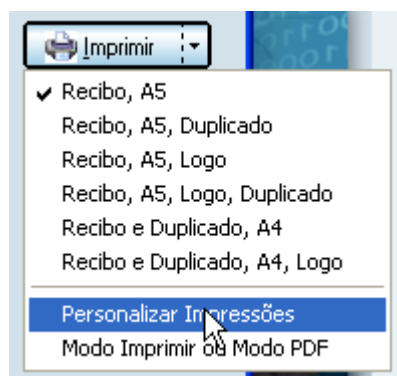 Imprimir
Recibo, A5
Recibo, A5, Duplicado
Recibo, A5, Logo
Recibo, A5, Logo, Duplicado
Recibo e Duplicado, A4
Recibo e Duplicado, A4, Logo
Personalizar Impressões
Modo Imprimir ou Modo PDF